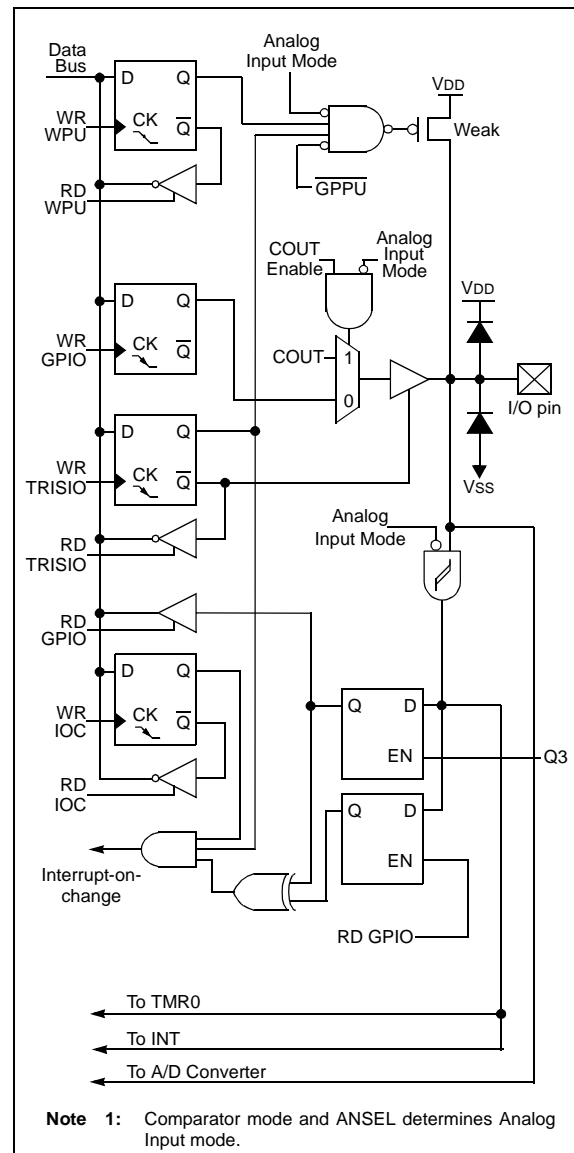 Data
Bus
Analog
Input Mode
VDD
D Q
WR
WPU
CK
Q
Weak
RD
WPU
GPPU
COUT
Enable
Analog
Input
Mode
D Q
WR
GPIO
CK
Q
COUT
1
0
VDD
I/O pin
D Q
WR
TRISIO
CK
Q
VSS
RD
TRISIO
Analog
Input Mode
RD
GPIO
D Q
WR
IOC
CK
Q
Q D
EN
Q3
RD
IOC
Q D
EN
Interrupt-on-
change
RD GPIO
To TMR0
To INT
To A/D Converter
Note 1: Comparator mode and ANSEL determines Analog
Input mode.